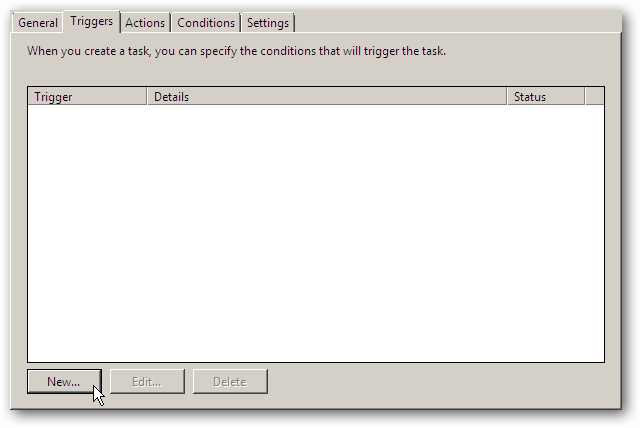 General Triggers Actions Conditions Settings
When you create a task, you can specify the conditions that will trigger the task.
Trigger Details Status
New... Edit... Delete